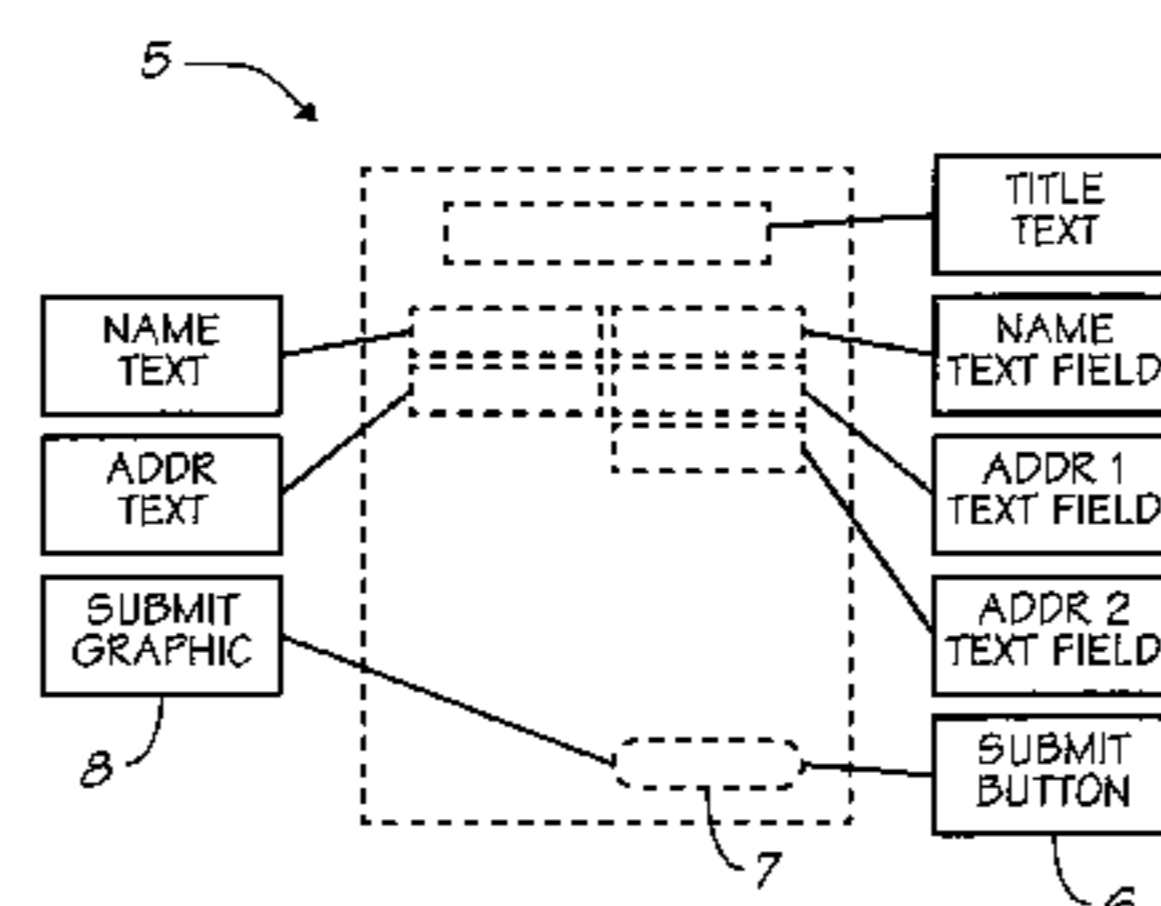 5
TITLE
TEXT
NAME
TEXT
NAME
TEXT FIELD
ADDR
TEXT
ADDR 1
TEXT FIELD
SUBMIT
GRAPHIC
ADDR 2
TEXT FIELD
SUBMIT
BUTTON
8
7
6